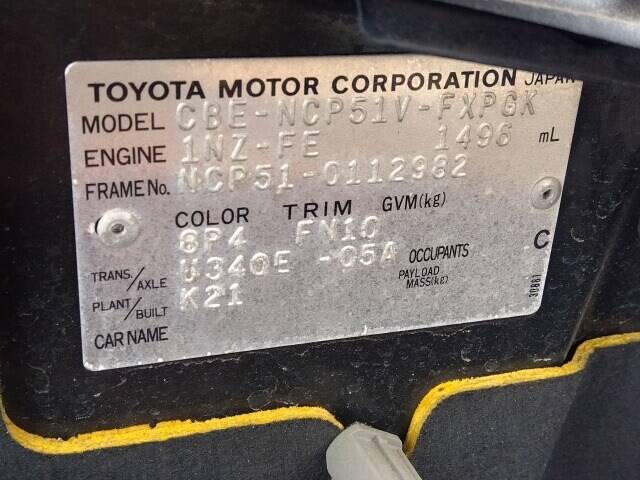 TOYOTA MOTOR CORPORATION JAPAN
MODEL CBE-NCP51V-FXPGK
ENGINE 1NZ-FE 1496 mL
FRAME No. NCP51-0112982
COLOR TRIM GVM(kg)
8P4 FN10 C
TRANS./AXLE U340E -05A OCCUPANTS
PAYLOAD MASS(kg)
PLANT/BUILT K21
CAR NAME